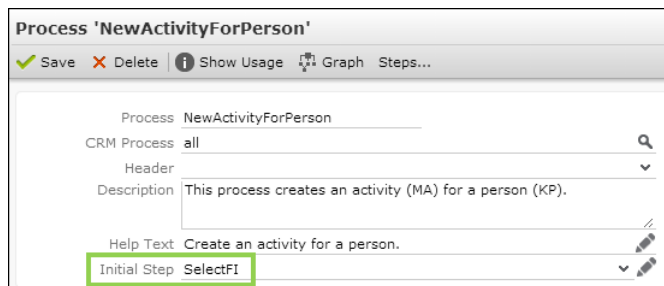 Process 'NewActivityForPerson'
Save Delete Show Usage Graph Steps...
Process NewActivityForPerson
CRM Process all
Header
Description This process creates an activity (MA) for a person (KP).
Help Text Create an activity for a person.
Initial Step SelectFI